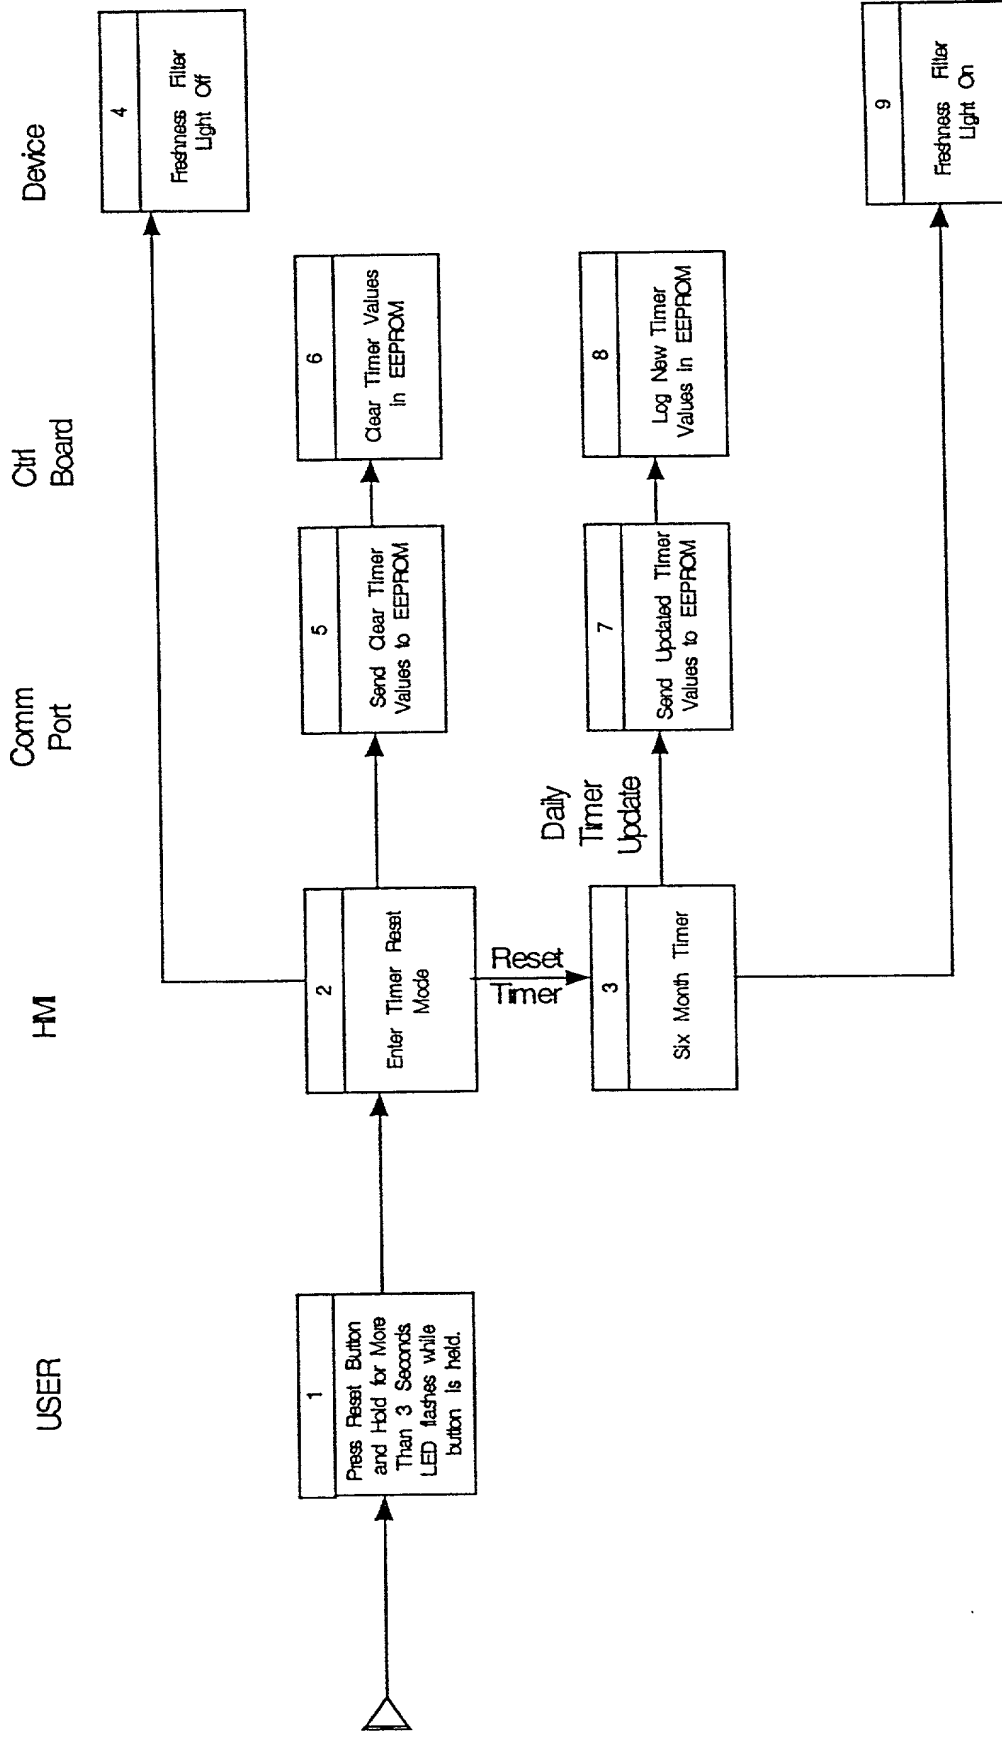 USER
HMI
Comm
Port
Ctrl
Board
Device
1
Press Reset Button
and Hold for More
Than 3 Seconds
LED flashes while
button is held.
2
Enter Timer Reset
Mode
Reset
Timer
3
Six Month Timer
4
Freshness Filter
Light Off
5
Send Clear Timer
Values to EEPROM
6
Clear Timer Values
in EEPROM
Daily
Timer
Update
7
Send Updated Timer
Values to EEPROM
8
Log New Timer
Values in EEPROM
9
Freshness Filter
Light On